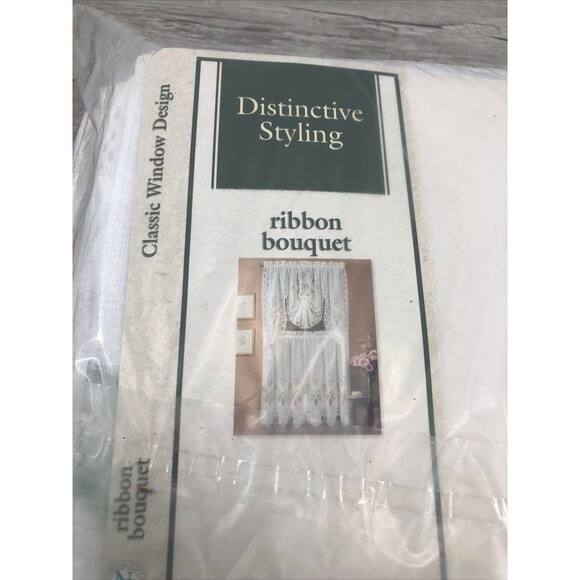 Distinctive
Styling
ribbon
bouquet
Classic Window Design
ribbon
bouquet
N